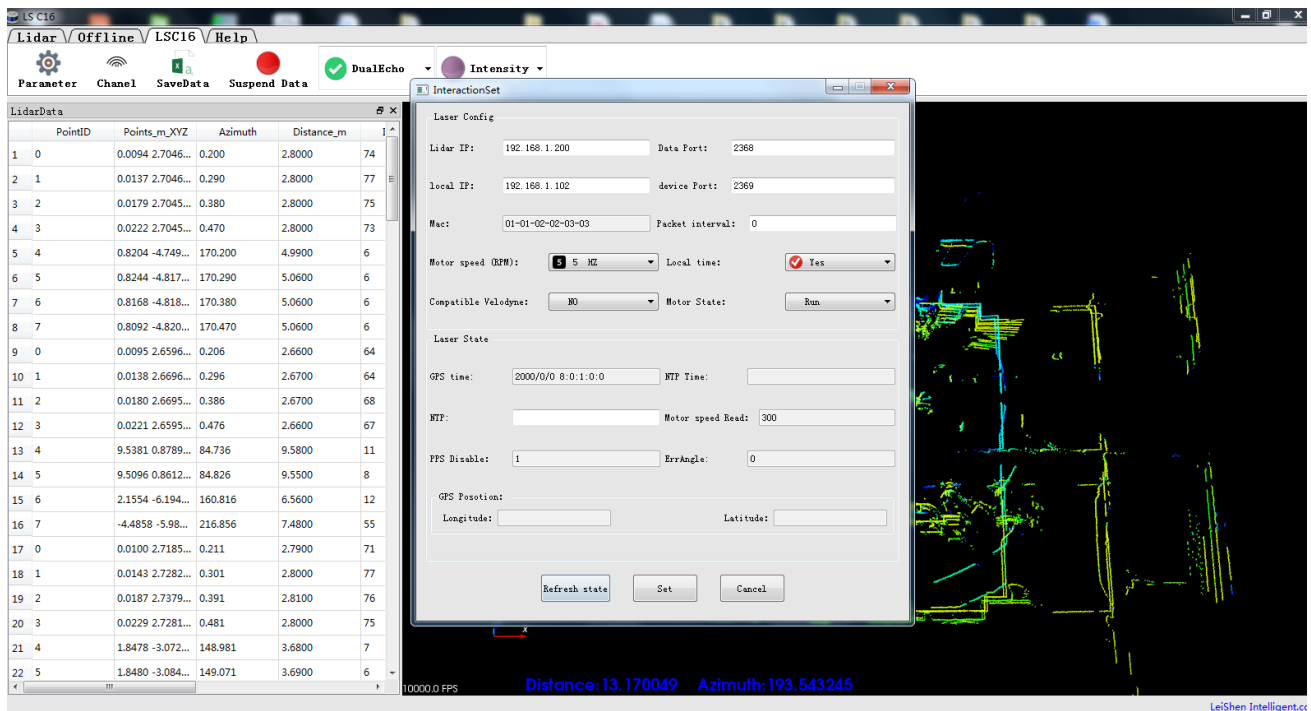 LS C16
Lidar Offline LSC16 Help
Parameter Chanel SaveData Suspend Data DualEcho Intensity
InteractionSet
Laser Config
Lidar IP: 192.168.1.200 Data Port: 2368
local IP: 192.168.1.102 device Port: 2369
Mac: 01-01-02-02-03-03 Packet interval: 0
Motor speed (RPM): 5 5 HZ Local time: Yes
Compatible Velodyne: NO Motor State: Run
Laser State
GPS time: 2000/0/0 8:0:1:0:0 NTP Time:
NTP: Motor speed Read: 300
PPS Disable: 1 ErrAngle: 0
GPS Posotion:
Longitude: Latitude:
Refresh state Set Cancel
LidarData
PointID Points_m_XYZ Azimuth Distance_m
1 0 0.0094 2.7046... 0.200 2.8000 74
2 1 0.0137 2.7046... 0.290 2.8000 77
3 2 0.0179 2.7045... 0.380 2.8000 75
4 3 0.0222 2.7045... 0.470 2.8000 73
5 4 0.8204 -4.749... 170.200 4.9900 6
6 5 0.8244 -4.817... 170.290 5.0600 6
7 6 0.8168 -4.818... 170.380 5.0600 6
8 7 0.8092 -4.820... 170.470 5.0600 6
9 0 0.0095 2.6596... 0.206 2.6600 64
10 1 0.0138 2.6696... 0.296 2.6700 64
11 2 0.0180 2.6695... 0.386 2.6700 68
12 3 0.0221 2.6595... 0.476 2.6600 67
13 4 9.5381 0.8789... 84.736 9.5800 11
14 5 9.5096 0.8612... 84.826 9.5500 8
15 6 2.1554 -6.194... 160.816 6.5600 12
16 7 -4.4858 -5.98... 216.856 7.4800 55
17 0 0.0100 2.7185... 0.211 2.7900 71
18 1 0.0143 2.7282... 0.301 2.8000 77
19 2 0.0187 2.7379... 0.391 2.8100 76
20 3 0.0229 2.7281... 0.481 2.8000 75
21 4 1.8478 -3.072... 148.981 3.6800 7
22 5 1.8480 -3.084... 149.071 3.6900 6
x
10000.0 FPS
Distance:13.170049 Azimuth:193.543245
LeiShen Intelligent.co